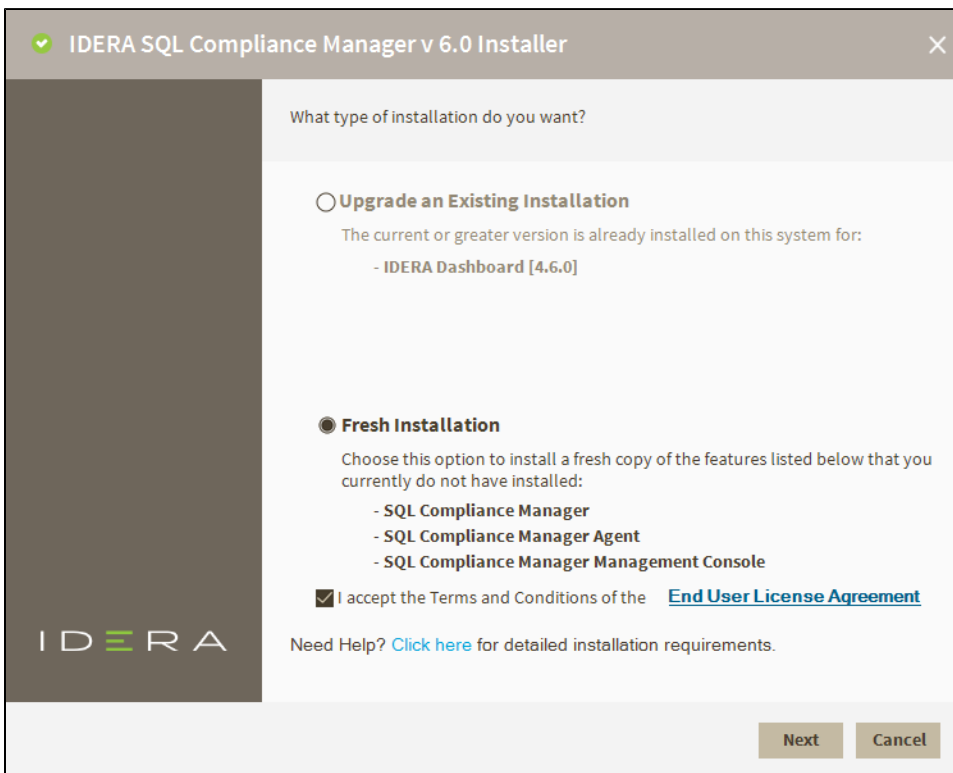 IDERA SQL Compliance Manager v 6.0 Installer
What type of installation do you want?
Upgrade an Existing Installation
The current or greater version is already installed on this system for:
- IDERA Dashboard [4.6.0]
Fresh Installation
Choose this option to install a fresh copy of the features listed below that you
currently do not have installed:
- SQL Compliance Manager
- SQL Compliance Manager Agent
- SQL Compliance Manager Management Console
I accept the Terms and Conditions of the End User License Agreement
IDERA
Need Help? Click here for detailed installation requirements.
Next Cancel